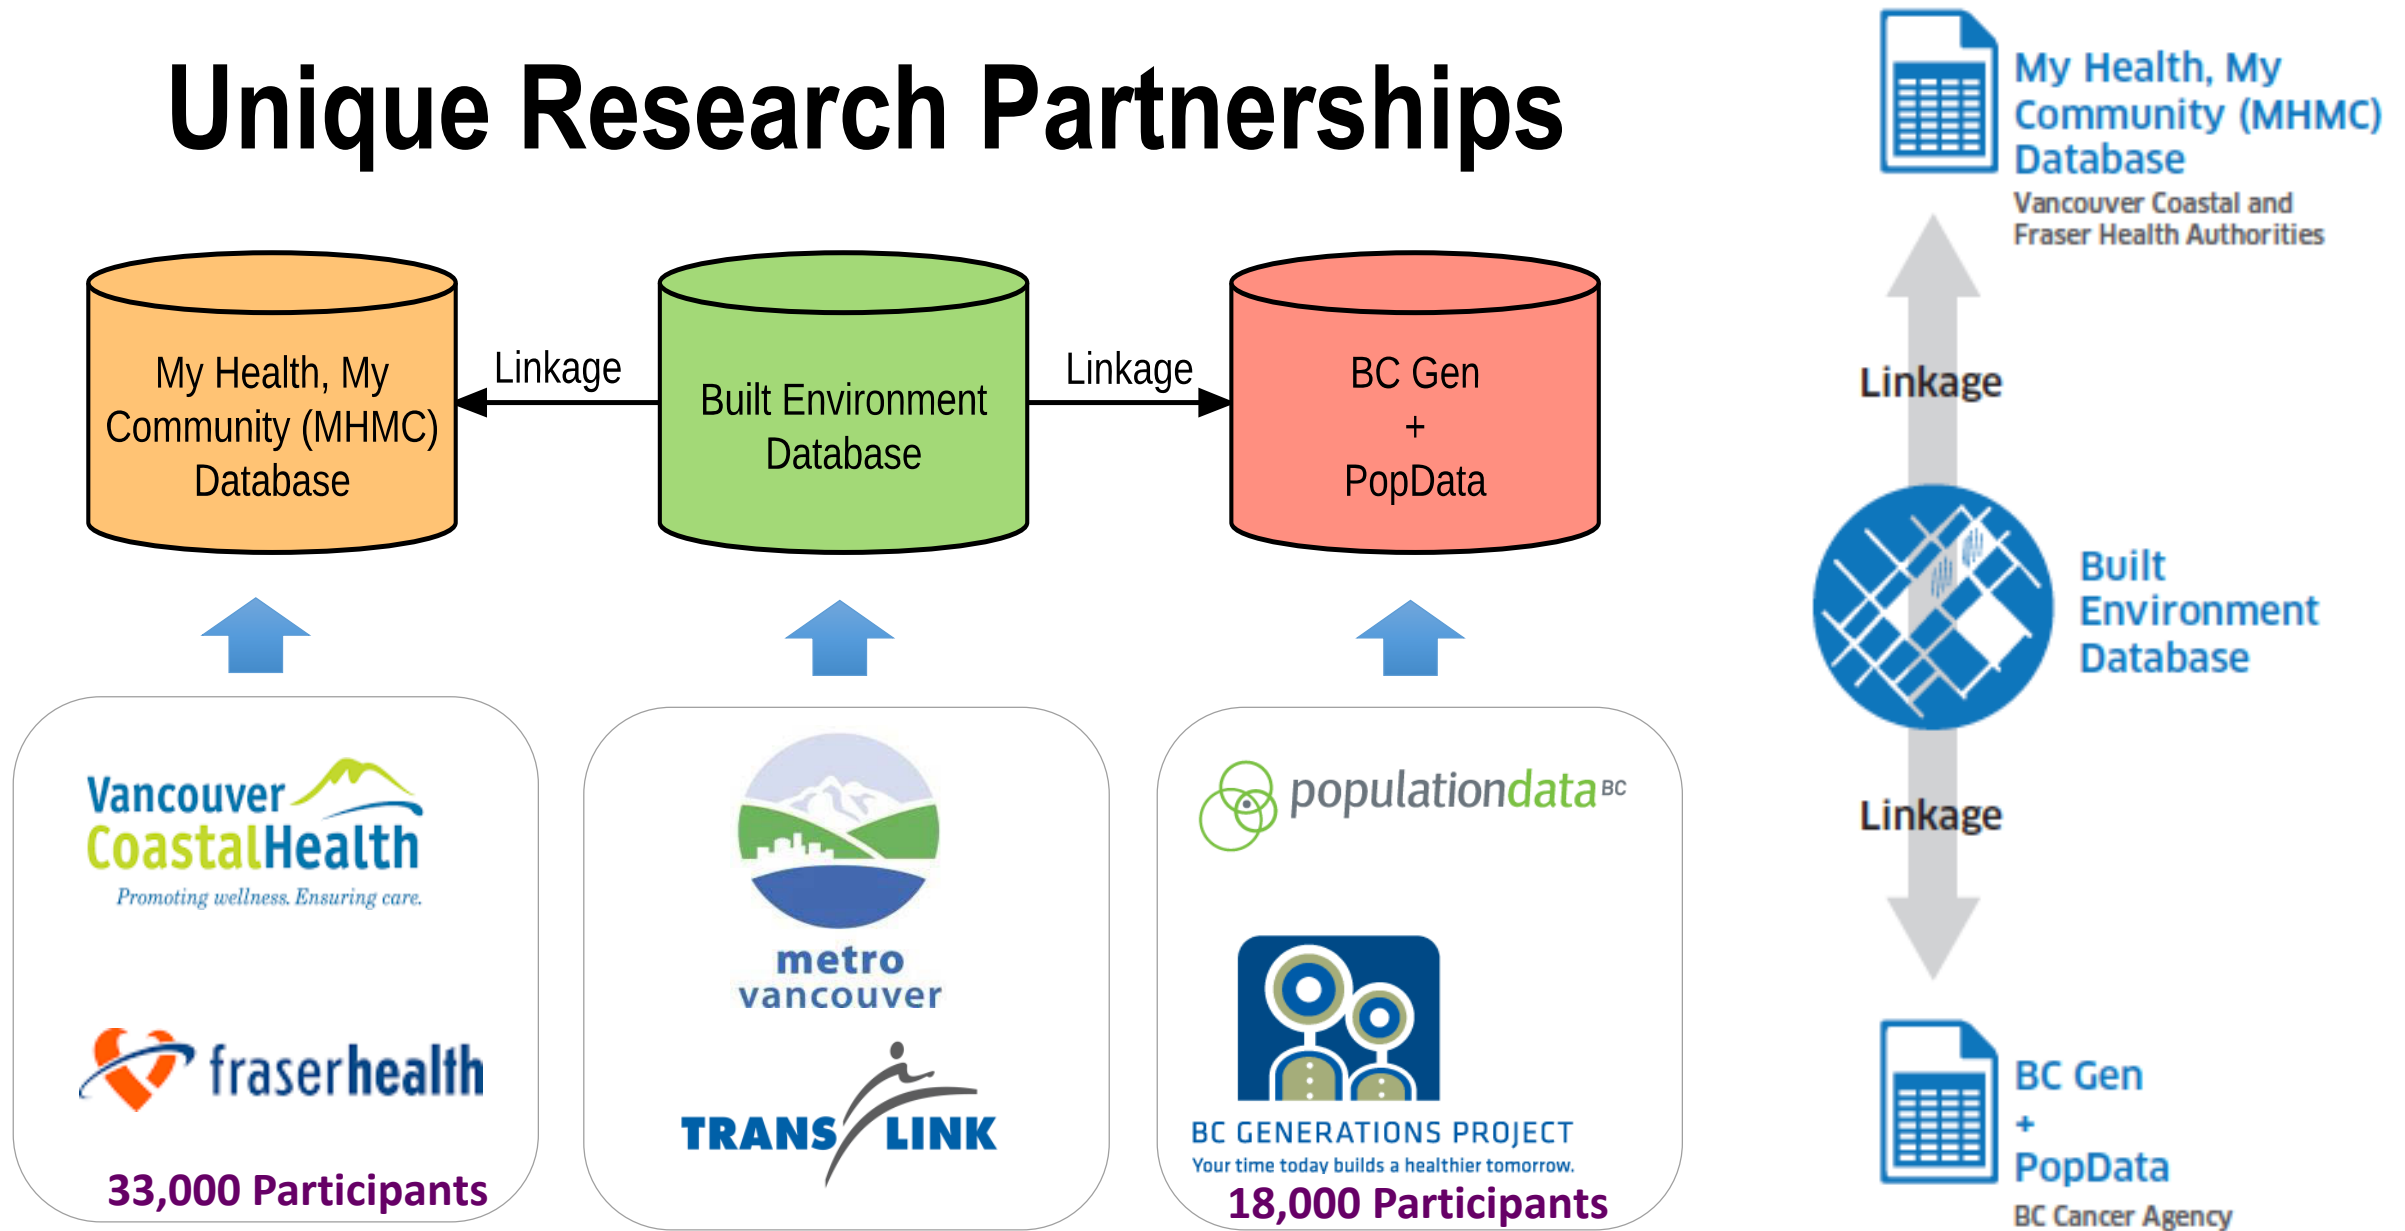 Unique Research Partnerships
My Health, My
Community (MHMC)
Database
Linkage
Built Environment
Database
Linkage
BC Gen
+
PopData
Vancouver
CoastalHealth
Promoting wellness. Ensuring care.
fraserhealth
33,000 Participants
metro
vancouver
TRANS LINK
populationdata BC
BC GENERATIONS PROJECT
Your time today builds a healthier tomorrow.
18,000 Participants
My Health, My
Community (MHMC)
Database
Vancouver Coastal and
Fraser Health Authorities
Linkage
Built
Environment
Database
Linkage
BC Gen
+
PopData
BC Cancer Agency